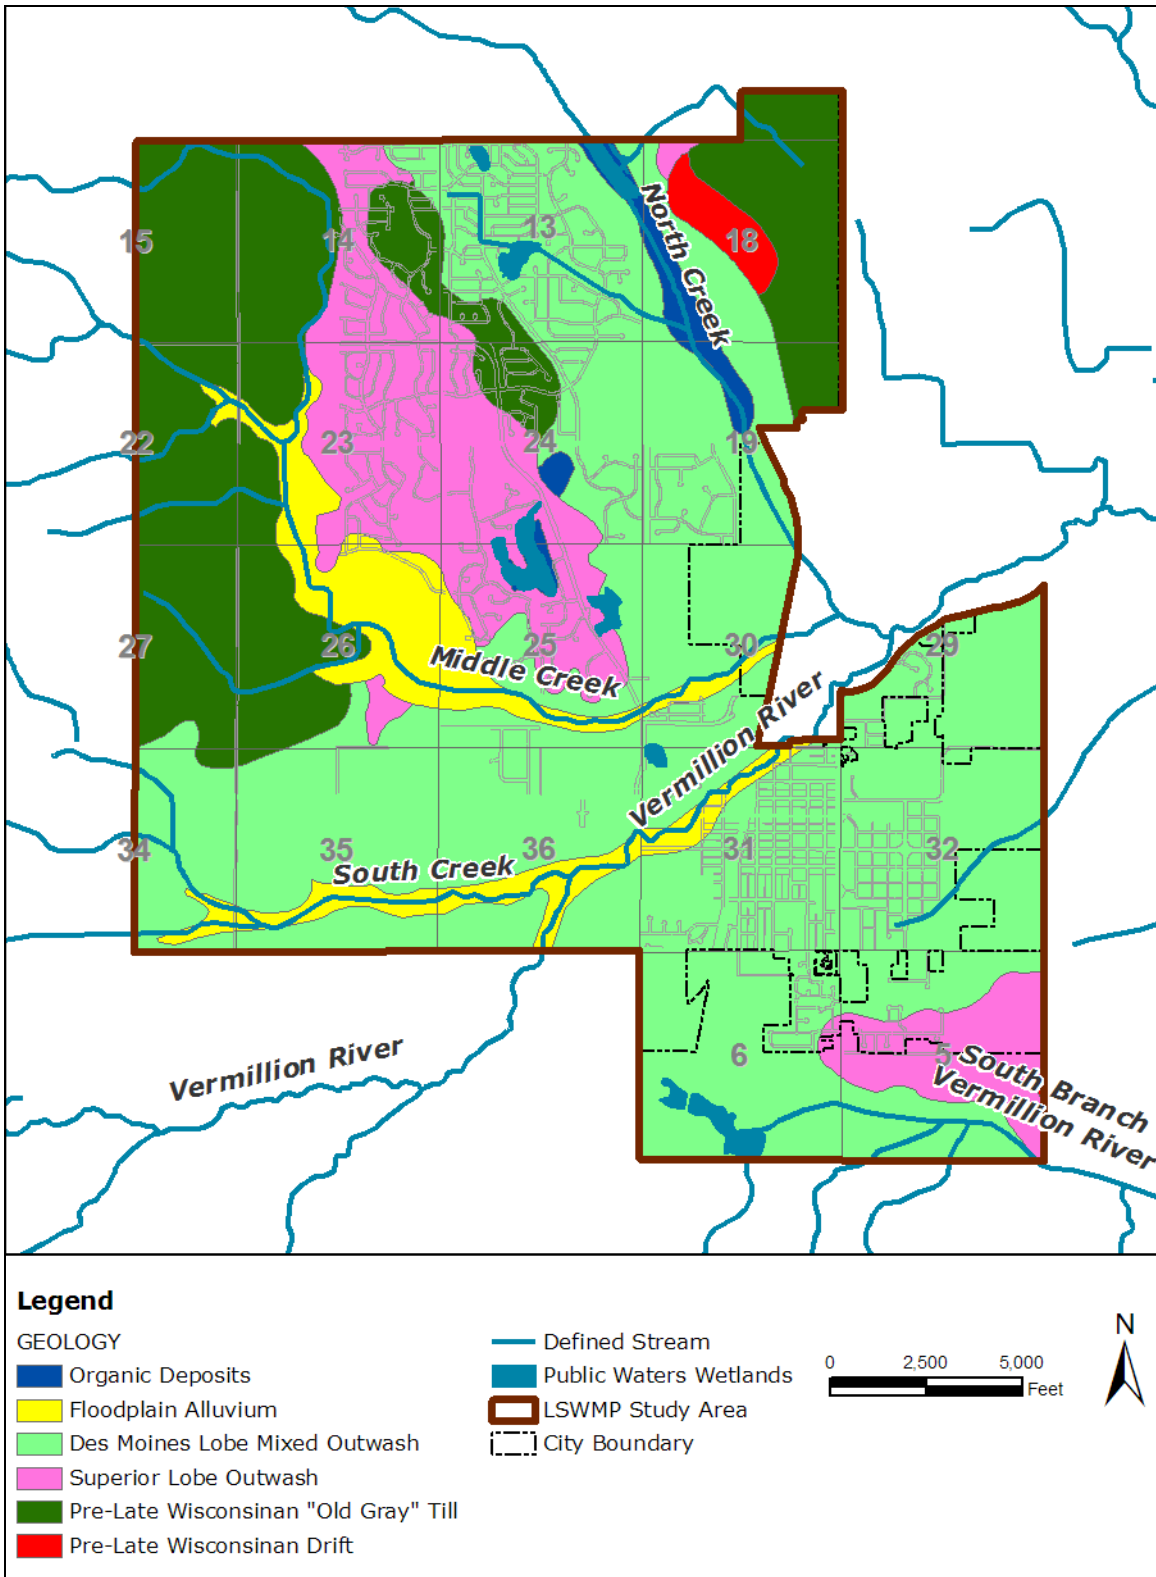 North Creek
13
15
14
18
22
23
24
19
27
26
25
30
29
Middle Creek
Vermillion River
34
35
36
31
32
South Creek
6
5
South Branch
Vermillion River
Vermillion River
Legend
GEOLOGY
Organic Deposits
Floodplain Alluvium
Des Moines Lobe Mixed Outwash
Superior Lobe Outwash
Pre-Late Wisconsinan "Old Gray" Till
Pre-Late Wisconsinan Drift
Defined Stream
Public Waters Wetlands
LSWMP Study Area
City Boundary
0 2,500 5,000
Feet
N